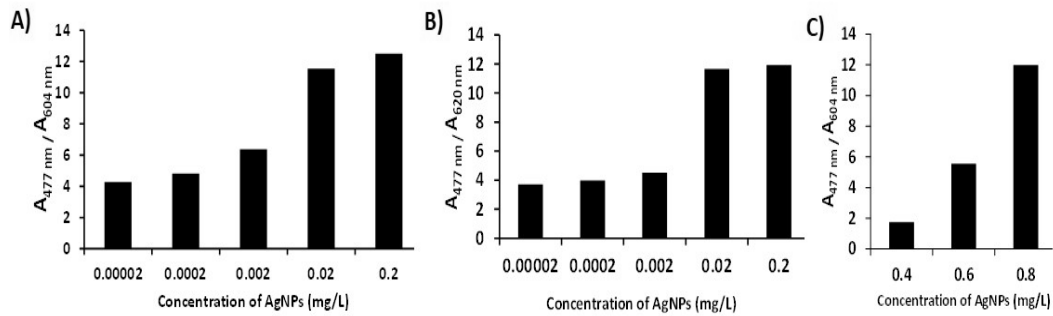 A)
A477 nm / A604 nm
14
12
10
8
6
4
2
0
0.00002 0.0002 0.002 0.02 0.2
Concentration of AgNPs (mg/L)
B)
A477 nm / A620 nm
14
12
10
8
6
4
2
0
0.00002 0.0002 0.002 0.02 0.2
Concentration of AgNPs (mg/L)
C)
A477 nm / A604 nm
14
12
10
8
6
4
2
0
0.4 0.6 0.8
Concentration of AgNPs (mg/L)